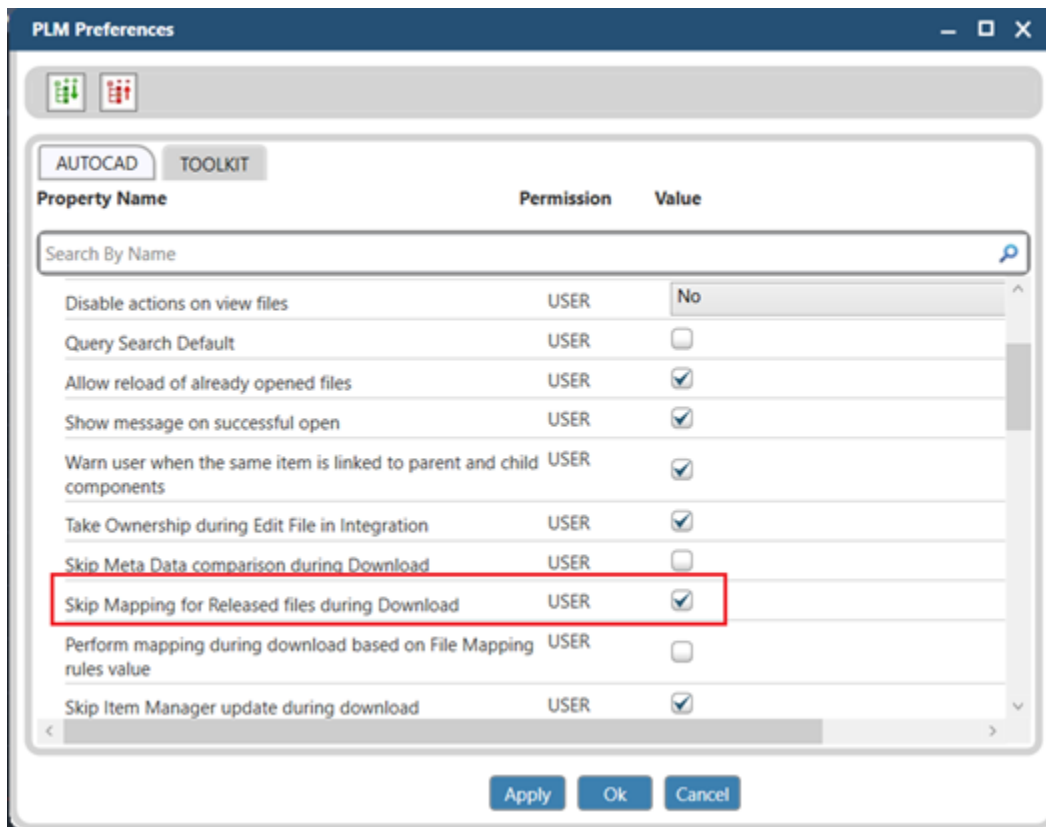 PLM Preferences
AUTOCAD TOOLKIT
Property Name Permission Value
Search By Name
Disable actions on view files USER No
Query Search Default USER
Allow reload of already opened files USER
Show message on successful open USER
Warn user when the same item is linked to parent and child USER
components
Take Ownership during Edit File in Integration USER
Skip Meta Data comparison during Download USER
Skip Mapping for Released files during Download USER
Perform mapping during download based on File Mapping USER
rules value
Skip Item Manager update during download USER
Apply Ok Cancel